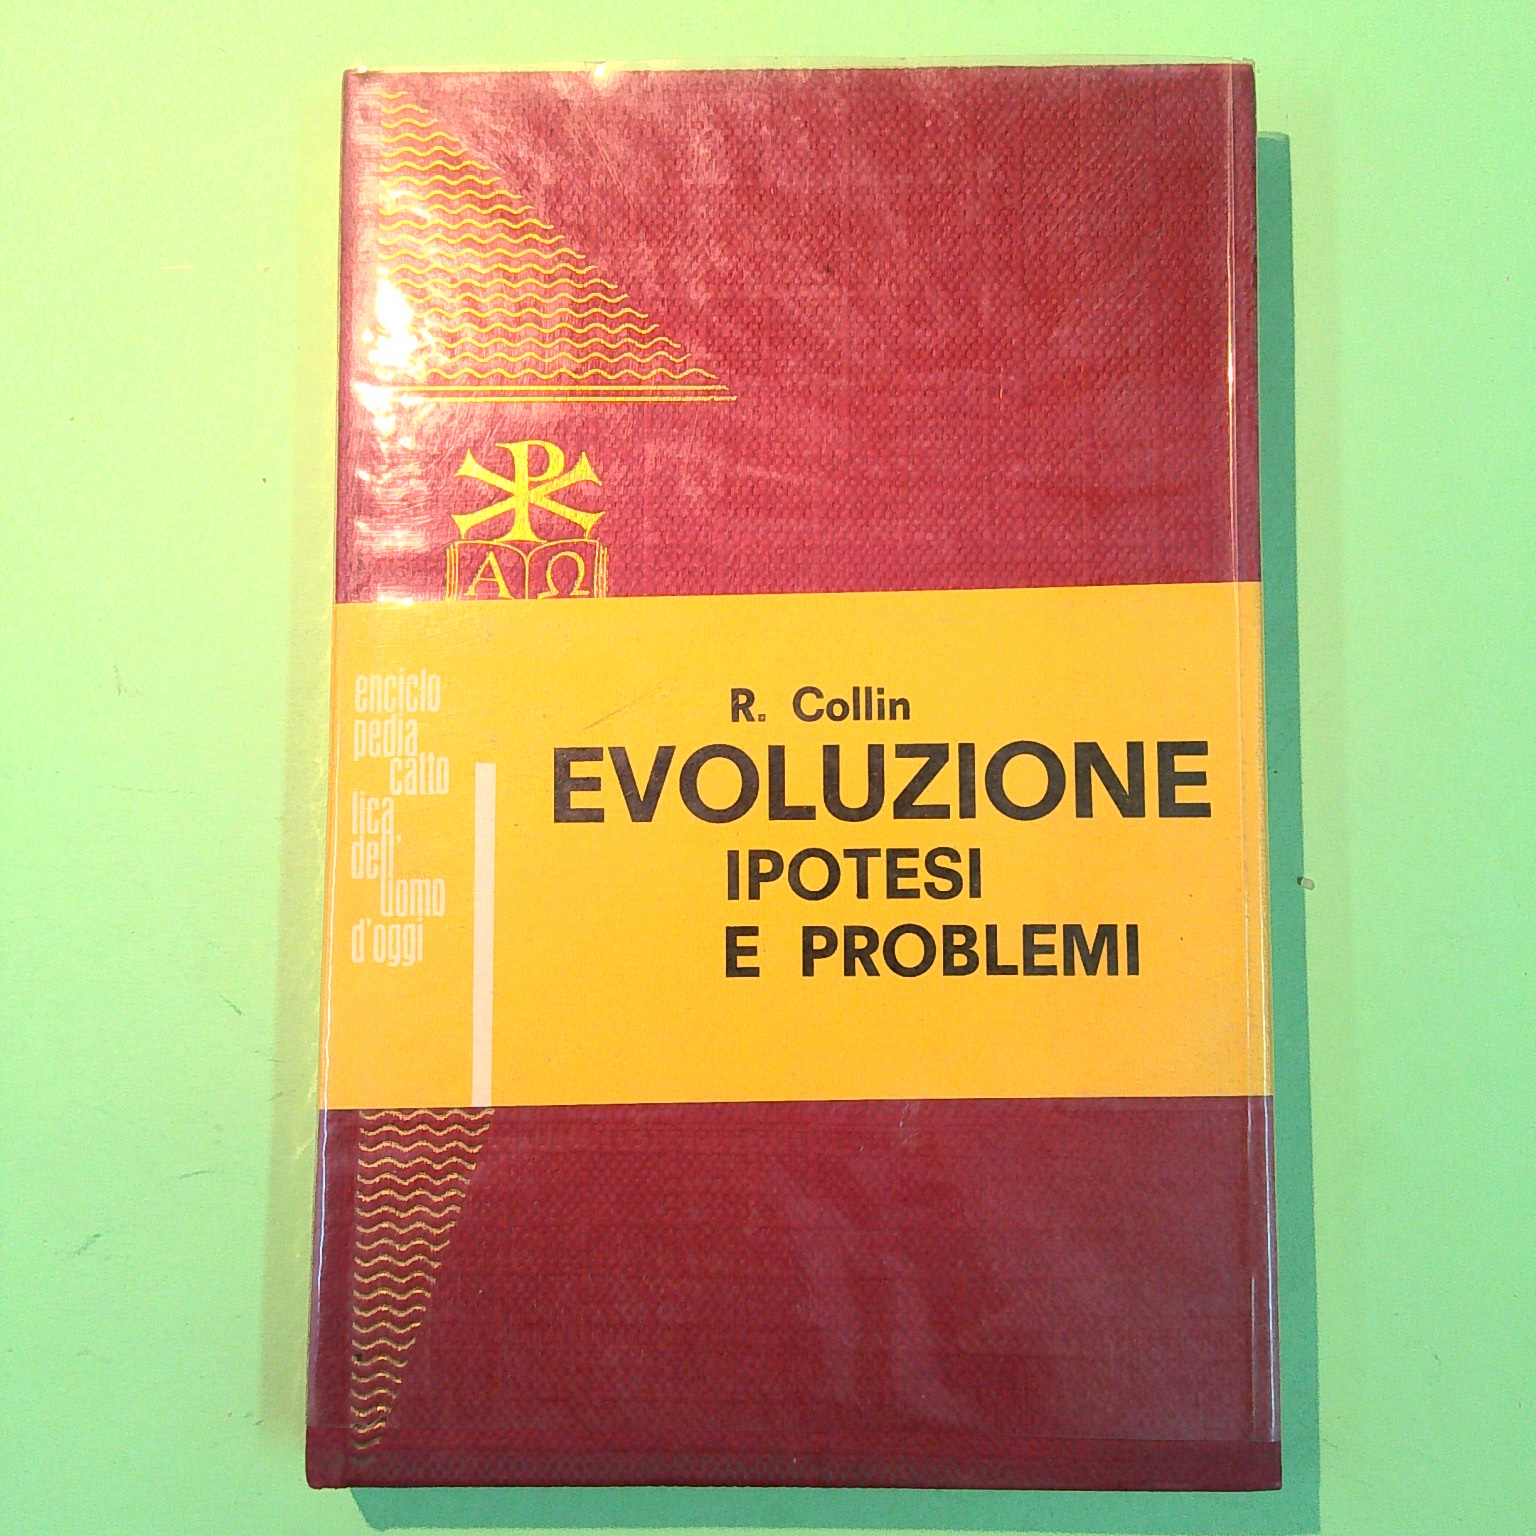 Α Ω
R. Collin
EVOLUZIONE
IPOTESI
E PROBLEMI
enciclo
pedia
catto
lica
dell'
uomo
d'oggi